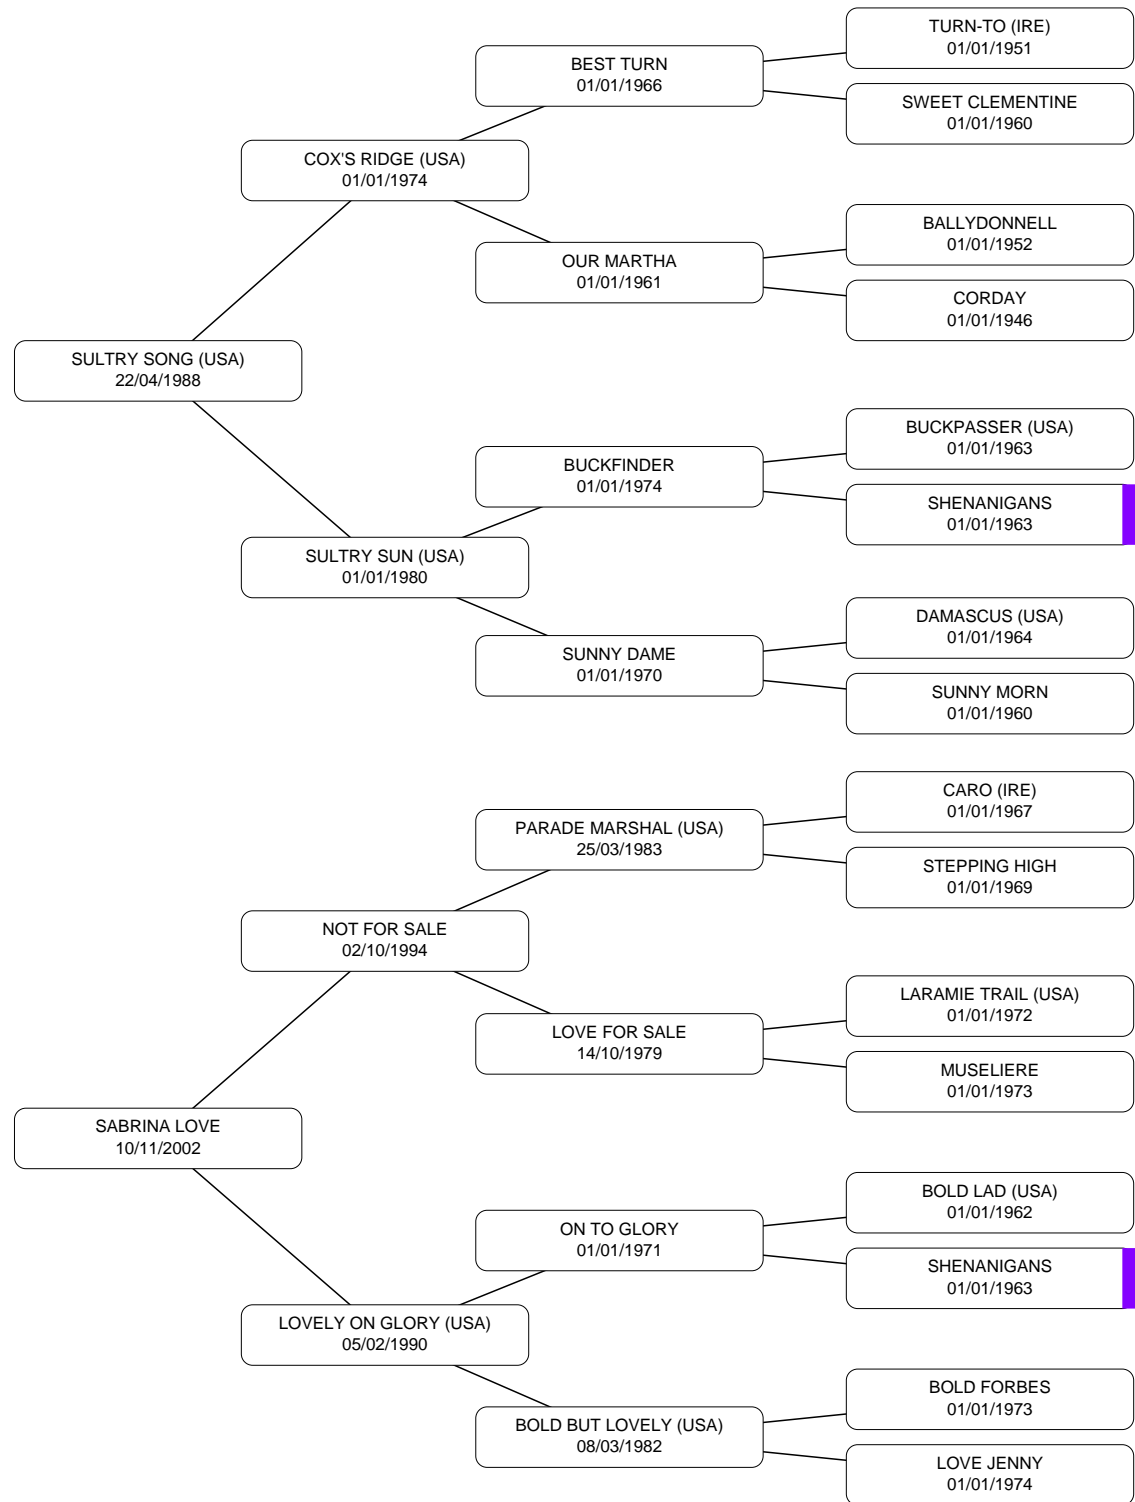 TURN-TO (IRE)
01/01/1951
BEST TURN
01/01/1966
SWEET CLEMENTINE
01/01/1960
COX'S RIDGE (USA)
01/01/1974
BALLYDONNELL
01/01/1952
OUR MARTHA
01/01/1961
CORDAY
01/01/1946
SULTRY SONG (USA)
22/04/1988
BUCKPASSER (USA)
01/01/1963
BUCKFINDER
01/01/1974
SHENANIGANS
01/01/1963
SULTRY SUN (USA)
01/01/1980
DAMASCUS (USA)
01/01/1964
SUNNY DAME
01/01/1970
SUNNY MORN
01/01/1960
CARO (IRE)
01/01/1967
PARADE MARSHAL (USA)
25/03/1983
STEPPING HIGH
01/01/1969
NOT FOR SALE
02/10/1994
LARAMIE TRAIL (USA)
01/01/1972
LOVE FOR SALE
14/10/1979
MUSELIERE
01/01/1973
SABRINA LOVE
10/11/2002
BOLD LAD (USA)
01/01/1962
ON TO GLORY
01/01/1971
SHENANIGANS
01/01/1963
LOVELY ON GLORY (USA)
05/02/1990
BOLD FORBES
01/01/1973
BOLD BUT LOVELY (USA)
08/03/1982
LOVE JENNY
01/01/1974